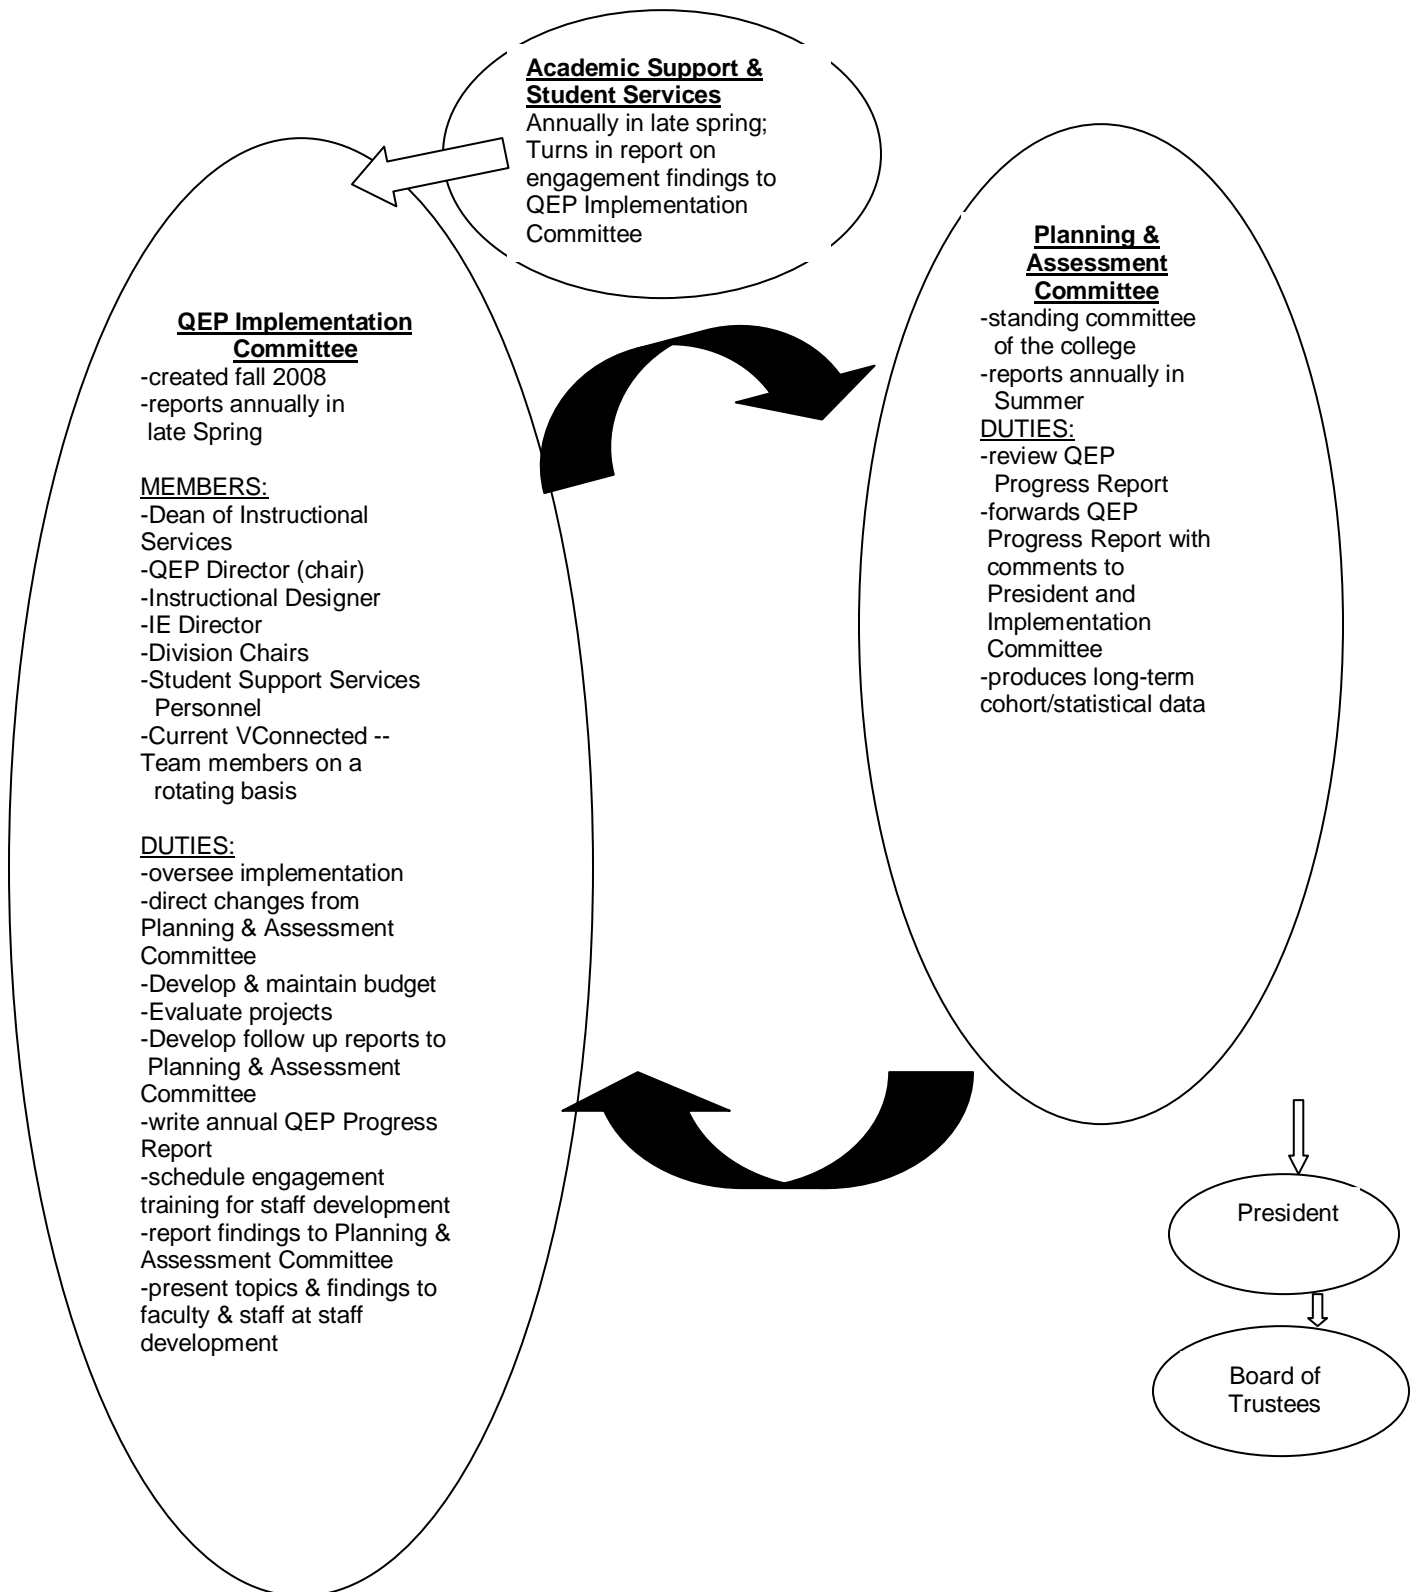 Academic Support &
Student Services
Annually in late spring;
Turns in report on
engagement findings to
QEP Implementation
Committee
QEP Implementation
Committee
-created fall 2008
-reports annually in
late Spring
MEMBERS:
-Dean of Instructional
Services
-QEP Director (chair)
-Instructional Designer
-IE Director
-Division Chairs
-Student Support Services
Personnel
-Current VConnected --
Team members on a
rotating basis
DUTIES:
-oversee implementation
-direct changes from
Planning & Assessment
Committee
-Develop & maintain budget
-Evaluate projects
-Develop follow up reports to
Planning & Assessment
Committee
-write annual QEP Progress
Report
-schedule engagement
training for staff development
-report findings to Planning &
Assessment Committee
-present topics & findings to
faculty & staff at staff
development
Planning &
Assessment
Committee
-standing committee
of the college
-reports annually in
Summer
DUTIES:
-review QEP
Progress Report
-forwards QEP
Progress Report with
comments to
President and
Implementation
Committee
-produces long-term
cohort/statistical data
President
Board of
Trustees